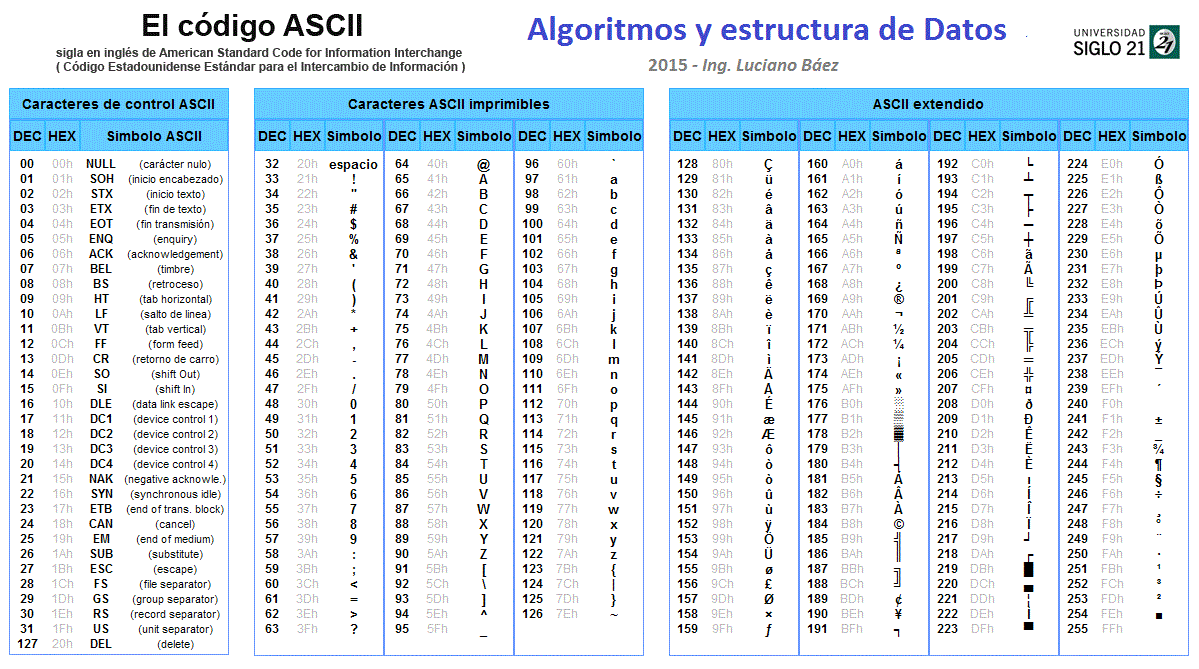 El código ASCII
sigla en inglés de American Standard Code for Information Interchange
( Código Estadounidense Estándar para el Intercambio de Información )
Algoritmos y estructura de Datos
2015 - Ing. Luciano Báez
UNIVERSIDAD
SIGLO 21
21
Caracteres de control ASCII Caracteres ASCII imprimibles ASCII extendido
DEC HEX Simbolo ASCII DEC HEX Simbolo DEC HEX Simbolo DEC HEX Simbolo DEC HEX Simbolo DEC HEX Simbolo DEC HEX Simbolo DEC HEX Simbolo
00 00h NULL (carácter nulo) 32 20h espacio 64 40h @ 96 60h ` 128 80h Ç 160 A0h á 192 C0h └ 224 E0h Ó
01 01h SOH (inicio encabezado) 33 21h ! 65 41h A 97 61h a 129 81h ü 161 A1h í 193 C1h ┴ 225 E1h ß
02 02h STX (inicio texto) 34 22h " 66 42h B 98 62h b 130 82h é 162 A2h ó 194 C2h ┬ 226 E2h Ô
03 03h ETX (fin de texto) 35 23h # 67 43h C 99 63h c 131 83h â 163 A3h ú 195 C3h ├ 227 E3h Ò
04 04h EOT (fin transmisión) 36 24h $ 68 44h D 100 64h d 132 84h ä 164 A4h ñ 196 C4h ─ 228 E4h õ
05 05h ENQ (enquiry) 37 25h % 69 45h E 101 65h e 133 85h à 165 A5h Ñ 197 C5h ┼ 229 E5h Õ
06 06h ACK (acknowledgement) 38 26h & 70 46h F 102 66h f 134 86h å 166 A6h ª 198 C6h ã 230 E6h µ
07 07h BEL (timbre) 39 27h ' 71 47h G 103 67h g 135 87h ç 167 A7h º 199 C7h Ã 231 E7h þ
08 08h BS (retroceso) 40 28h ( 72 48h H 104 68h h 136 88h ê 168 A8h ¿ 200 C8h ╚ 232 E8h Þ
09 09h HT (tab horizontal) 41 29h ) 73 49h I 105 69h i 137 89h ë 169 A9h ® 201 C9h ╔ 233 E9h Ú
10 0Ah LF (salto de linea) 42 2Ah * 74 4Ah J 106 6Ah j 138 8Ah è 170 AAh ¬ 202 CAh ╩ 234 EAh Û
11 0Bh VT (tab vertical) 43 2Bh + 75 4Bh K 107 6Bh k 139 8Bh ï 171 ABh ½ 203 CBh ╦ 235 EBh Ù
12 0Ch FF (form feed) 44 2Ch , 76 4Ch L 108 6Ch l 140 8Ch î 172 ACh ¼ 204 CCh ╠ 236 ECh ý
13 0Dh CR (retorno de carro) 45 2Dh - 77 4Dh M 109 6Dh m 141 8Dh ì 173 ADh ¡ 205 CDh ═ 237 EDh Ý
14 0Eh SO (shift Out) 46 2Eh . 78 4Eh N 110 6Eh n 142 8Eh Ä 174 AEh « 206 CEh ╬ 238 EEh ¯
15 0Fh SI (shift In) 47 2Fh / 79 4Fh O 111 6Fh o 143 8Fh Å 175 AFh » 207 CFh ¤ 239 EFh ´
16 10h DLE (data link escape) 48 30h 0 80 50h P 112 70h p 144 90h É 176 B0h ░ 208 D0h ð 240 F0h
17 11h DC1 (device control 1) 49 31h 1 81 51h Q 113 71h q 145 91h æ 177 B1h ▒ 209 D1h Ð 241 F1h ±
18 12h DC2 (device control 2) 50 32h 2 82 52h R 114 72h r 146 92h Æ 178 B2h ▓ 210 D2h Ê 242 F2h ‗
19 13h DC3 (device control 3) 51 33h 3 83 53h S 115 73h s 147 93h ô 179 B3h │ 211 D3h Ë 243 F3h ¾
20 14h DC4 (device control 4) 52 34h 4 84 54h T 116 74h t 148 94h ò 180 B4h ┤ 212 D4h È 244 F4h ¶
21 15h NAK (negative acknowle.) 53 35h 5 85 55h U 117 75h u 149 95h ò 181 B5h Á 213 D5h ı 245 F5h §
22 16h SYN (synchronous idle) 54 36h 6 86 56h V 118 76h v 150 96h û 182 B6h Â 214 D6h Í 246 F6h ÷
23 17h ETB (end of trans. block) 55 37h 7 87 57h W 119 77h w 151 97h ù 183 B7h À 215 D7h Î 247 F7h ¸
24 18h CAN (cancel) 56 38h 8 88 58h X 120 78h x 152 98h ÿ 184 B8h © 216 D8h Ï 248 F8h °
25 19h EM (end of medium) 57 39h 9 89 59h Y 121 79h y 153 99h Ö 185 B9h ╣ 217 D9h ┘ 249 F9h ¨
26 1Ah SUB (substitute) 58 3Ah : 90 5Ah Z 122 7Ah z 154 9Ah Ü 186 BAh ║ 218 DAh ┌ 250 FAh ·
27 1Bh ESC (escape) 59 3Bh ; 91 5Bh [ 123 7Bh { 155 9Bh ø 187 BBh ╗ 219 DBh █ 251 FBh ¹
28 1Ch FS (file separator) 60 3Ch < 92 5Ch \ 124 7Ch | 156 9Ch £ 188 BCh ╝ 220 DCh ▄ 252 FCh ³
29 1Dh GS (group separator) 61 3Dh = 93 5Dh ] 125 7Dh } 157 9Dh Ø 189 BDh ¢ 221 DDh ¦ 253 FDh ²
30 1Eh RS (record separator) 62 3Eh > 94 5Eh ^ 126 7Eh ~ 158 9Eh × 190 BEh ¥ 222 DEh Ì 254 FEh ■
31 1Fh US (unit separator) 63 3Fh ? 95 5Fh _ 159 9Fh ƒ 191 BFh ┐ 223 DFh ▀ 255 FFh
127 20h DEL (delete)